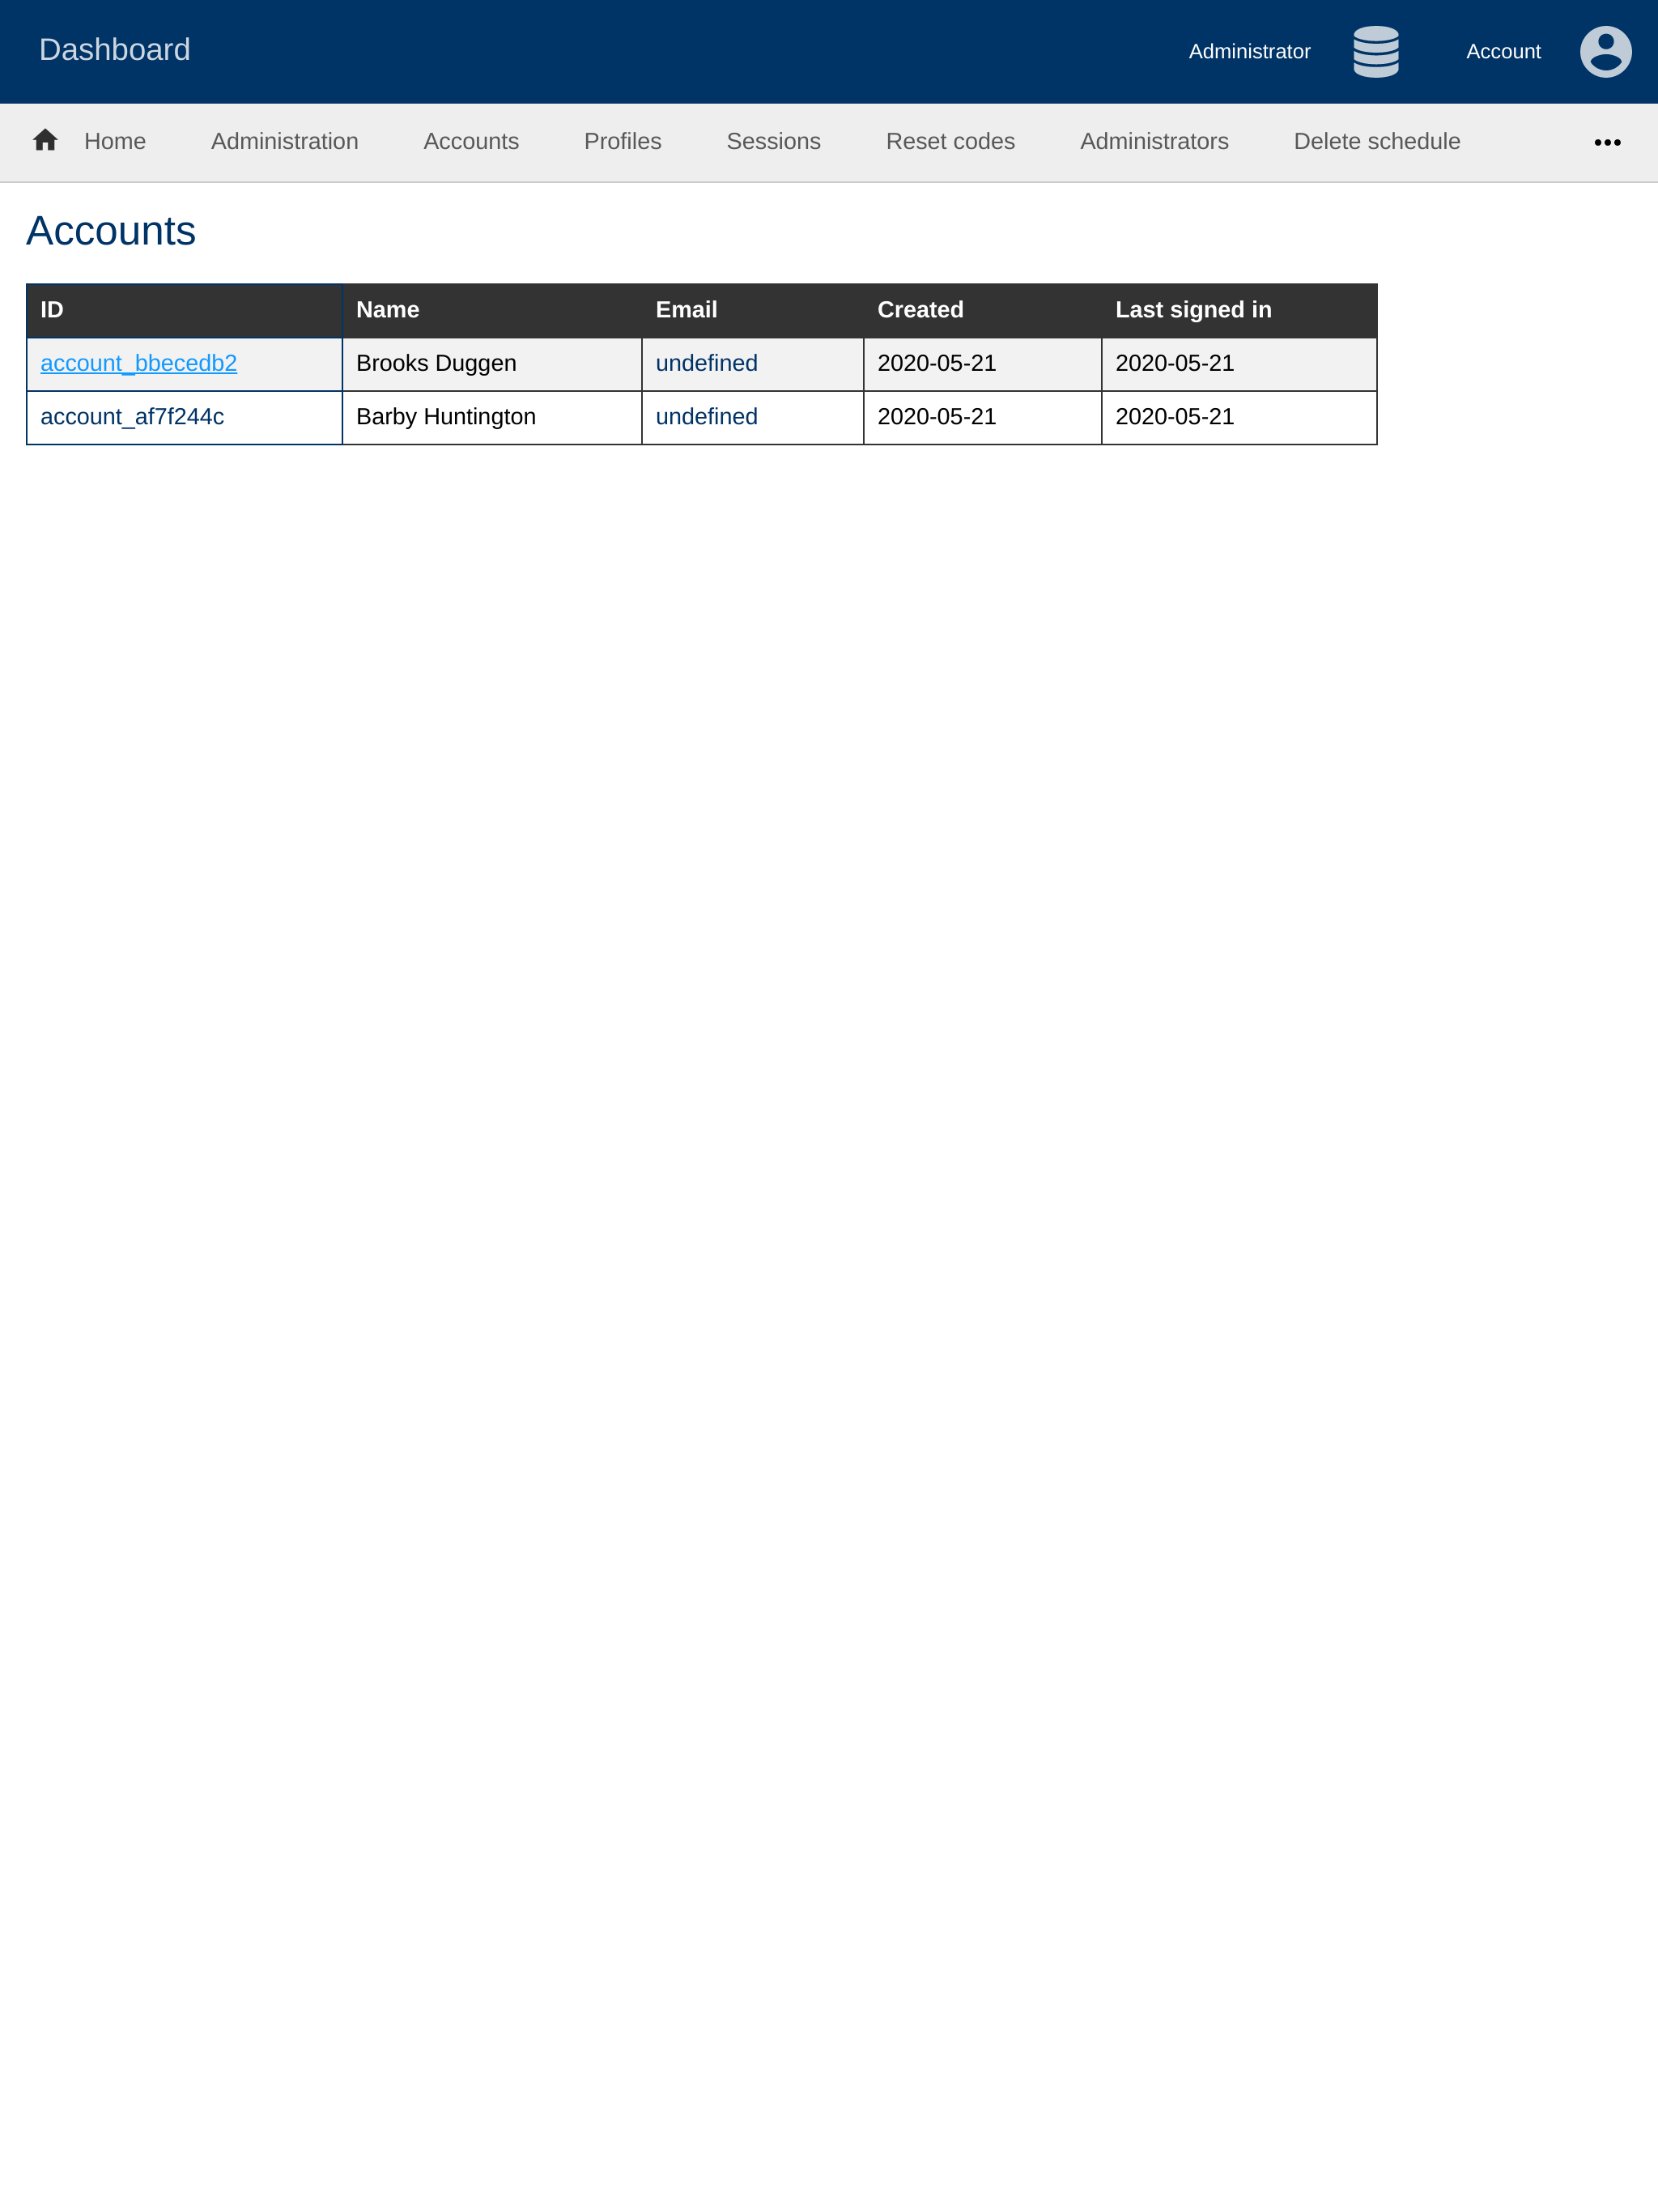 Dashboard Administrator Account
Home Administration Accounts Profiles Sessions Reset codes Administrators Delete schedule
Accounts
ID Name Email Created Last signed in
account_bbecedb2 Brooks Duggen undefined 2020-05-21 2020-05-21
account_af7f244c Barby Huntington undefined 2020-05-21 2020-05-21